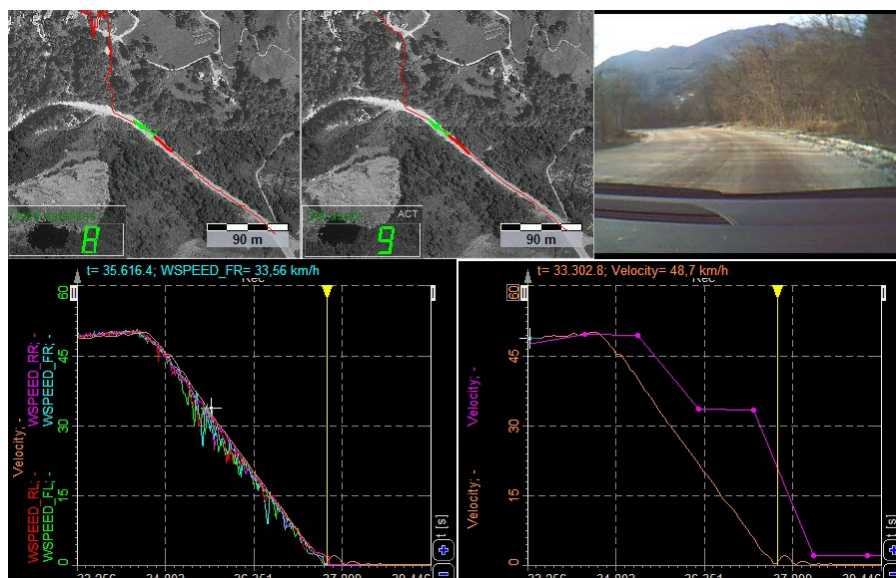 8
90 m
ACT
9
90 m
t= 35.616.4; WSPEED_FR= 33,56 km/h
Rec
60
45
30
15
0
Velocity; -
WSPEED_RR; -
WSPEED_FR; -
WSPEED_RL; -
WSPEED_FL; -
t [s]
t= 33.302.8; Velocity= 48,7 km/h
Rec
60
45
30
15
0
Velocity; -
Velocity; -
t [s]